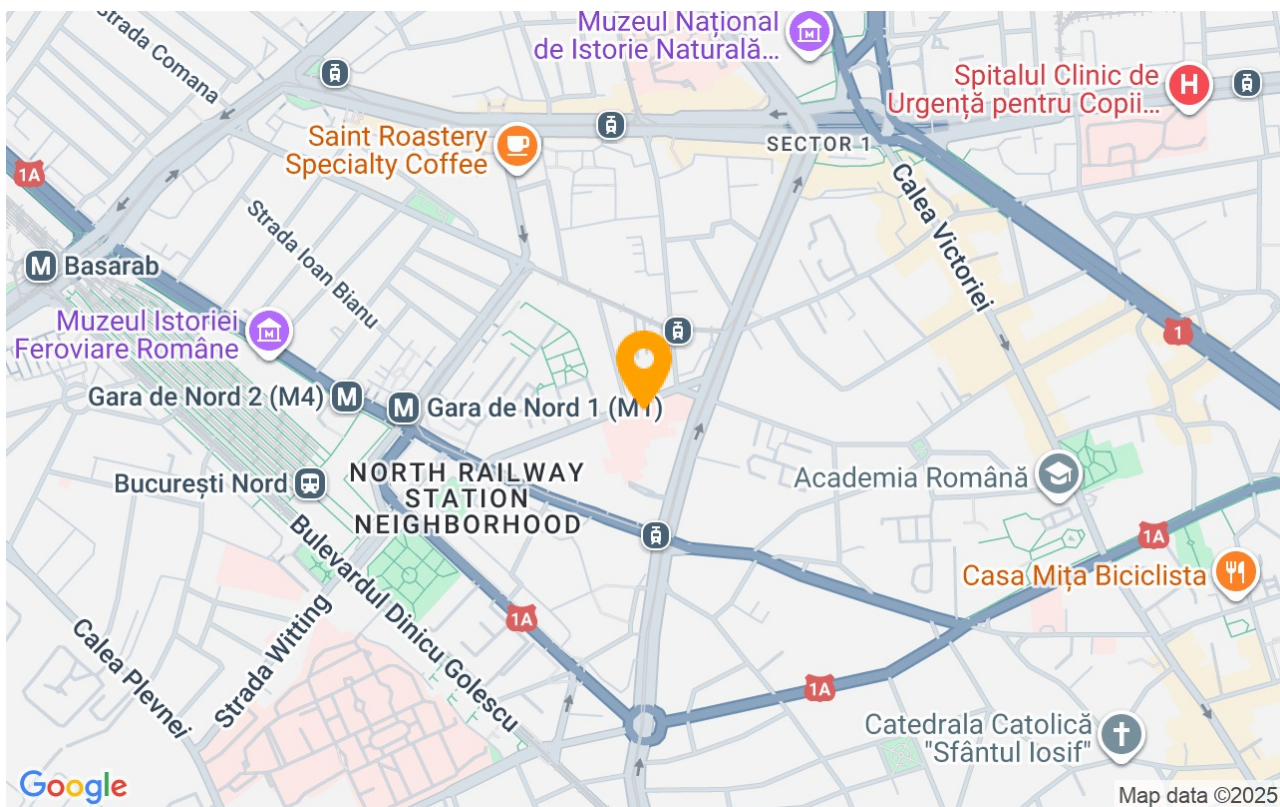 Strada Comana
Muzeul Național
de Istorie Naturală...
Spitalul Clinic de
Urgență pentru Copii...
H
Saint Roastery
Specialty Coffee
SECTOR 1
1A
Calea Victoriei
Strada Ioan Bianu
M Basarab
Muzeul Istoriei
Feroviare Române
1
Gara de Nord 2 (M4) M
M Gara de Nord 1 (M1)
București Nord
NORTH RAILWAY
STATION
NEIGHBORHOOD
Academia Română
1A
Casa Mița Biciclista
Bulevardul Dinicu Golescu
1A
Strada Witting
Calea Plevnei
1A
Catedrala Catolică
"Sfântul Iosif"
Google
Map data ©2025